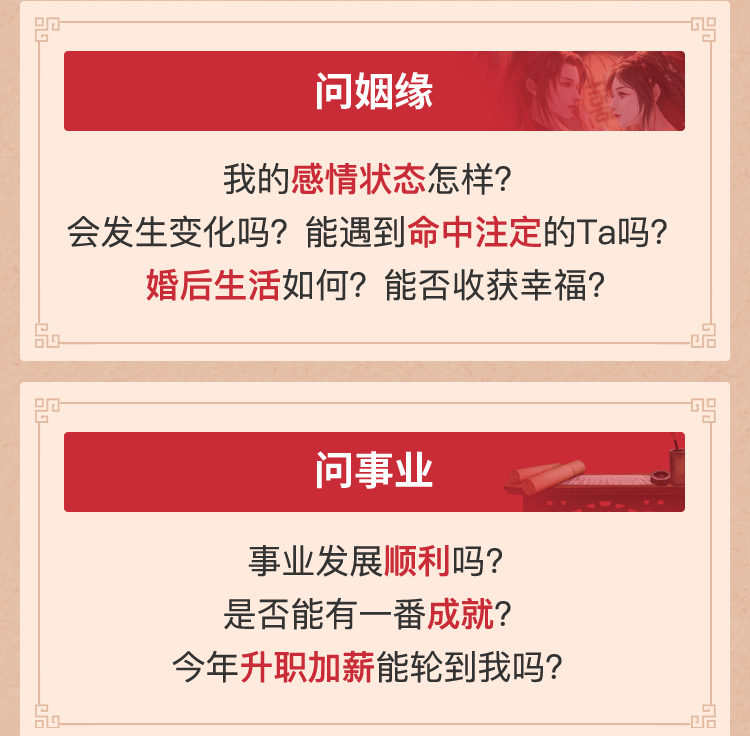 问姻缘
我的感情状态怎样？
会发生变化吗？能遇到命中注定的Ta吗？
婚后生活如何？能否收获幸福？
问事业
事业发展顺利吗？
是否能有一番成就？
今年升职加薪能轮到我吗？